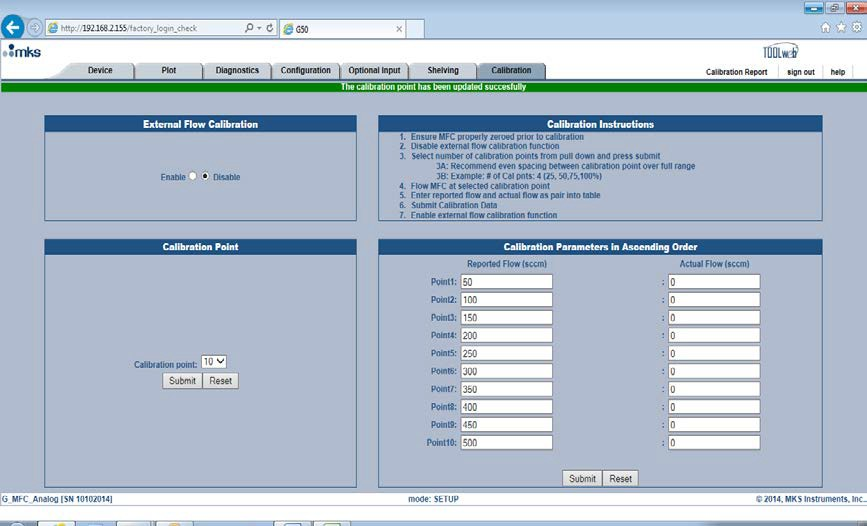 http://192.168.2.155/factory_login_check
G50
mks
TOOLweb
Device Plot Diagnostics Configuration Optional Input Shelving Calibration
Calibration Report sign out help
The calibration point has been updated succesfully
External Flow Calibration
Enable Disable
Calibration Instructions
1. Ensure MFC properly zeroed prior to calibration
2. Disable external flow calibration function
3. Select number of calibration points from pull down and press submit
3A: Recommend even spacing between calibration point over full range
3B: Example: # of Cal pnts: 4 (25, 50,75,100%)
4. Flow MFC at selected calibration point
5. Enter reported flow and actual flow as pair into table
6. Submit Calibration Data
7. Enable external flow calibration function
Calibration Point
Calibration point: 10
Submit Reset
Calibration Parameters in Ascending Order
Reported Flow (sccm) Actual Flow (sccm)
Point1: 50 : 0
Point2: 100 : 0
Point3: 150 : 0
Point4: 200 : 0
Point5: 250 : 0
Point6: 300 : 0
Point7: 350 : 0
Point8: 400 : 0
Point9: 450 : 0
Point10: 500 : 0
Submit Reset
G_MFC_Analog [SN 10102014] mode: SETUP © 2014, MKS Instruments, Inc..